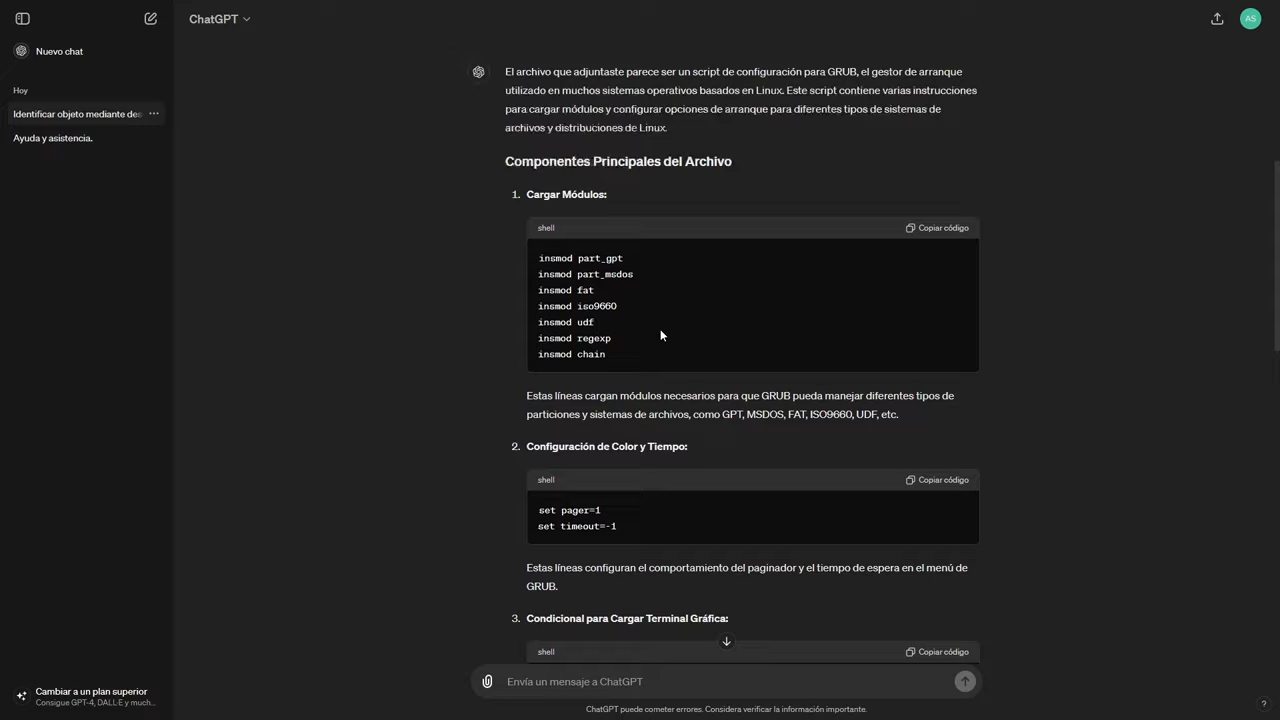 ChatGPT
AS
Nuevo chat
Hoy
Identificar objeto mediante des
Ayuda y asistencia.
El archivo que adjuntaste parece ser un script de configuración para GRUB, el gestor de arranque
utilizado en muchos sistemas operativos basados en Linux. Este script contiene varias instrucciones
para cargar módulos y configurar opciones de arranque para diferentes tipos de sistemas de
archivos y distribuciones de Linux.
Componentes Principales del Archivo
1. Cargar Módulos:
shell
Copiar código
insmod part_gpt
insmod part_msdos
insmod fat
insmod iso9660
insmod udf
insmod regexp
insmod chain
Estas líneas cargan módulos necesarios para que GRUB pueda manejar diferentes tipos de
particiones y sistemas de archivos, como GPT, MSDOS, FAT, ISO9660, UDF, etc.
2. Configuración de Color y Tiempo:
shell
Copiar código
set pager=1
set timeout=-1
Estas líneas configuran el comportamiento del paginador y el tiempo de espera en el menú de
GRUB.
3. Condicional para Cargar Terminal Gráfica:
shell
Copiar código
Envía un mensaje a ChatGPT
ChatGPT puede cometer errores. Considera verificar la información importante.
Cambiar a un plan superior
Consigue GPT-4, DALL·E y much...
?